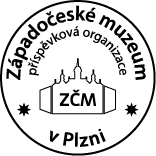 Západočeské muzeum
příspěvková organizace
ZČM
v Plzni